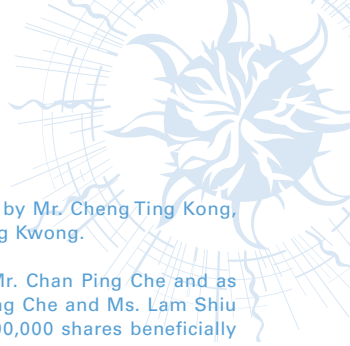 by Mr. Cheng Ting Kong,
g Kwong.
Mr. Chan Ping Che and as
ng Che and Ms. Lam Shiu
00,000 shares beneficially